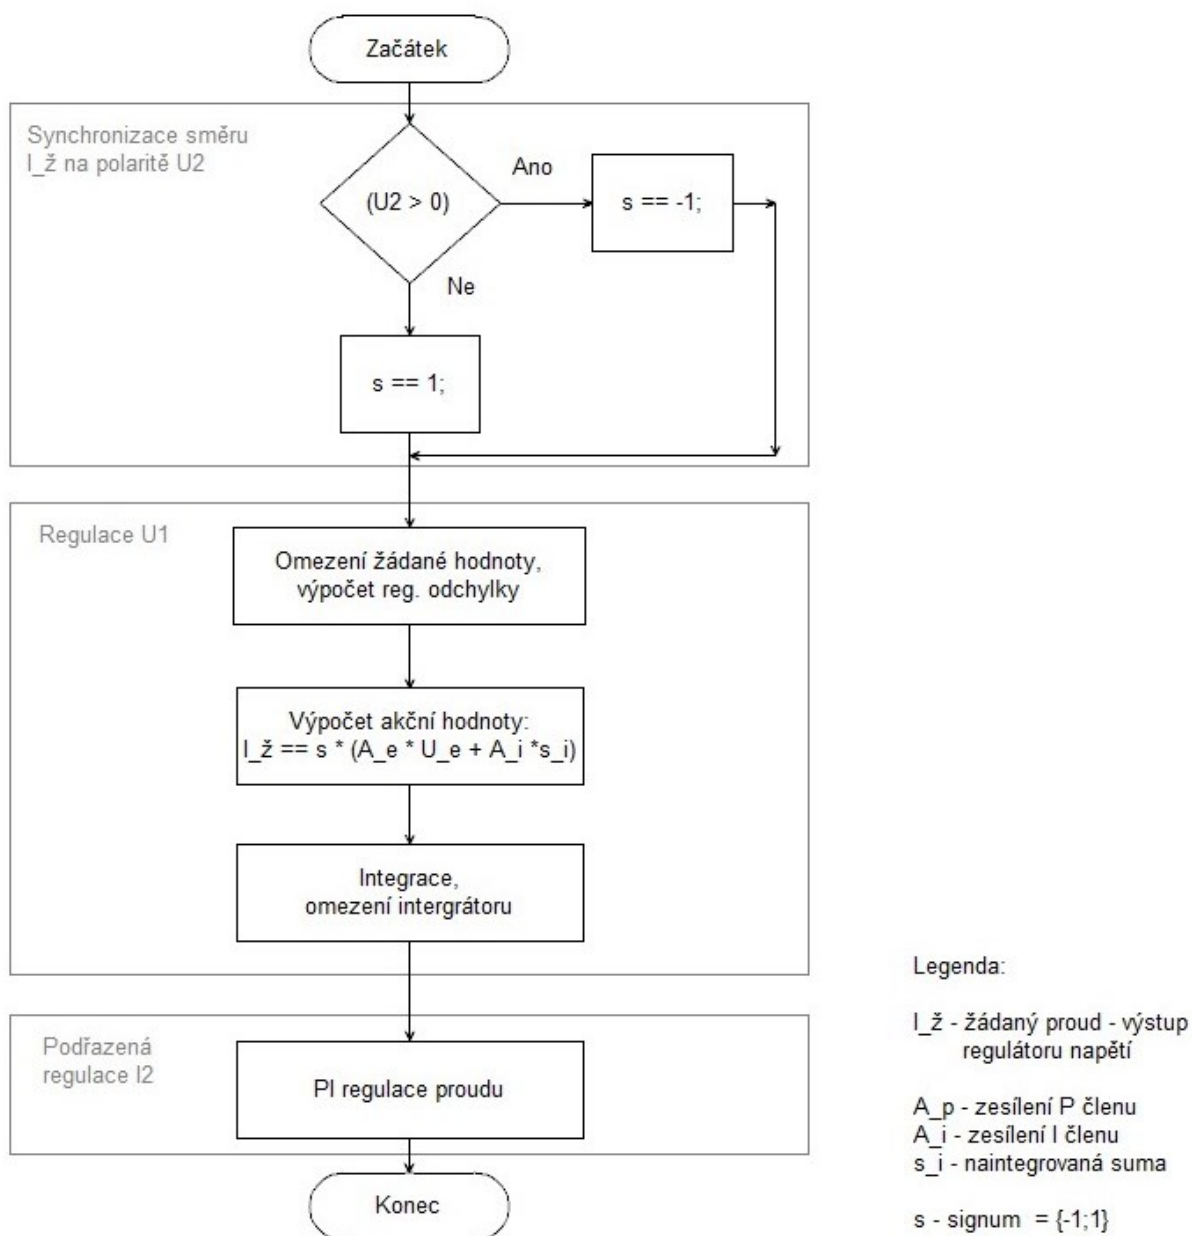 Začátek
Synchronizace směru
I_ž na polaritě U2
(U2 > 0)
Ano
s == -1;
Ne
s == 1;
Regulace U1
Omezení žádané hodnoty,
výpočet reg. odchylky
Výpočet akční hodnoty:
I_ž == s * (A_e * U_e + A_i *s_i)
Integrace,
omezení intergrátoru
Podřazená
regulace I2
PI regulace proudu
Konec
Legenda:
I_ž - žádaný proud - výstup
regulátoru napětí
A_p - zesílení P členu
A_i - zesílení I členu
s_i - naintegrovaná suma
s - signum = {-1;1}